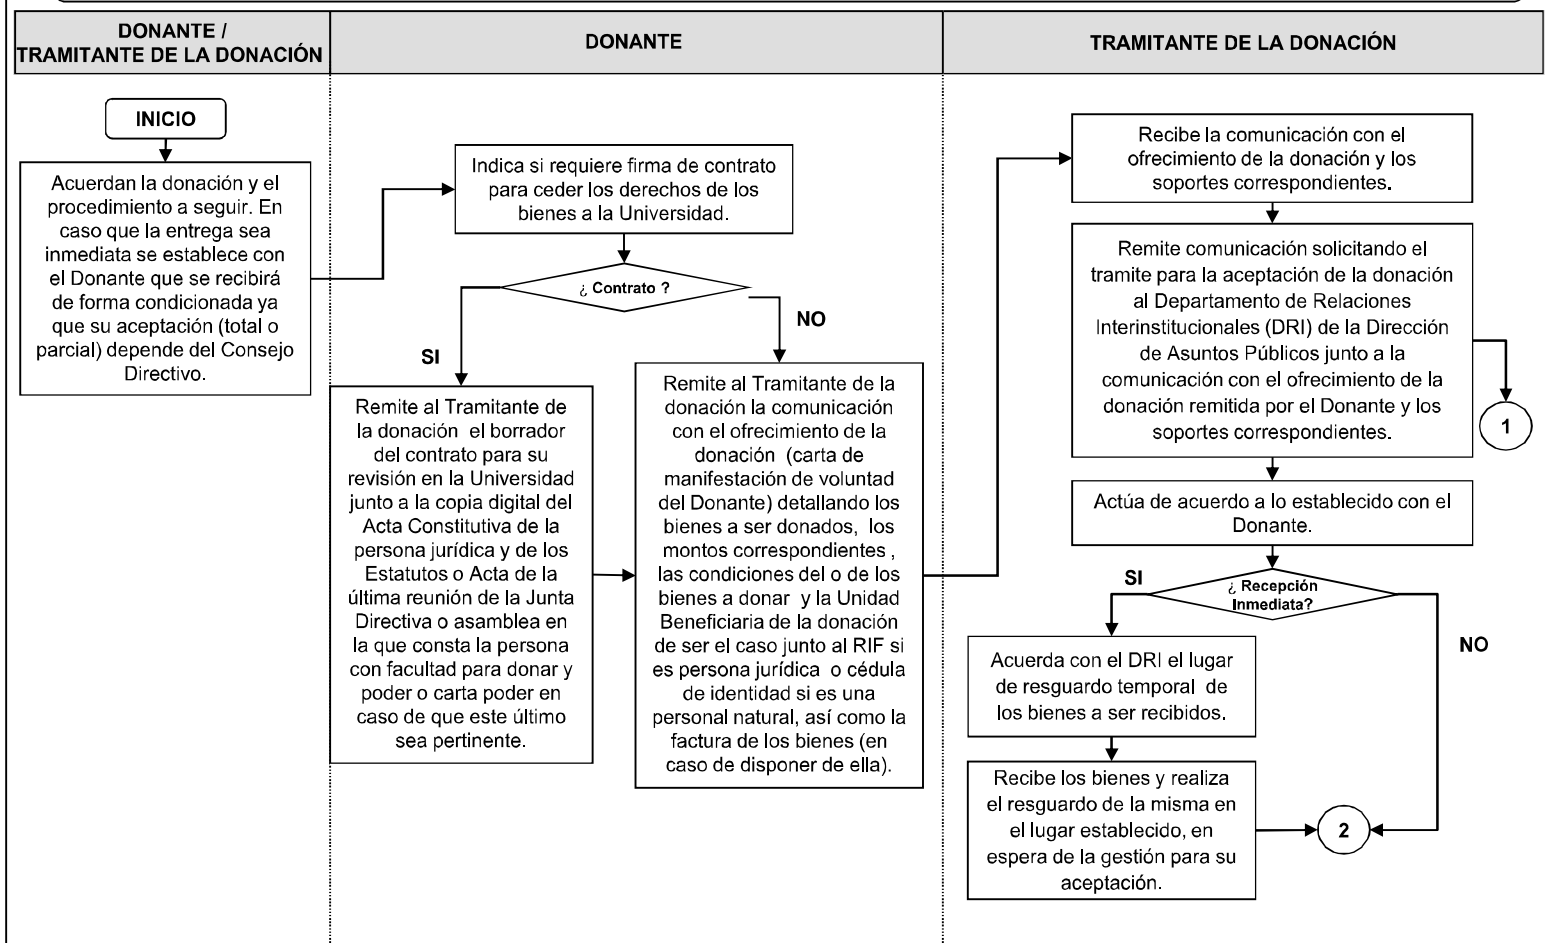 DONANTE /
TRAMITANTE DE LA DONACIÓN
DONANTE
TRAMITANTE DE LA DONACIÓN
INICIO
Acuerdan la donación y el
procedimiento a seguir. En
caso que la entrega sea
inmediata se establece con
el Donante que se recibirá
de forma condicionada ya
que su aceptación (total o
parcial) depende del Consejo
Directivo.
Indica si requiere firma de contrato
para ceder los derechos de los
bienes a la Universidad.
¿ Contrato ?
SI
NO
Remite al Tramitante de
la donación el borrador
del contrato para su
revisión en la Universidad
junto a la copia digital del
Acta Constitutiva de la
persona jurídica y de los
Estatutos o Acta de la
última reunión de la Junta
Directiva o asamblea en
la que consta la persona
con facultad para donar y
poder o carta poder en
caso de que este último
sea pertinente.
Remite al Tramitante de la
donación la comunicación
con el ofrecimiento de la
donación (carta de
manifestación de voluntad
del Donante) detallando los
bienes a ser donados, los
montos correspondientes ,
las condiciones del o de los
bienes a donar y la Unidad
Beneficiaria de la donación
de ser el caso junto al RIF si
es persona jurídica o cédula
de identidad si es una
personal natural, así como la
factura de los bienes (en
caso de disponer de ella).
Recibe la comunicación con el
ofrecimiento de la donación y los
soportes correspondientes.
Remite comunicación solicitando el
tramite para la aceptación de la donación
al Departamento de Relaciones
Interinstitucionales (DRI) de la Dirección
de Asuntos Públicos junto a la
comunicación con el ofrecimiento de la
donación remitida por el Donante y los
soportes correspondientes.
1
Actúa de acuerdo a lo establecido con el
Donante.
¿ Recepción
Inmediata?
SI
NO
Acuerda con el DRI el lugar
de resguardo temporal de
los bienes a ser recibidos.
Recibe los bienes y realiza
el resguardo de la misma en
el lugar establecido, en
espera de la gestión para su
aceptación.
2